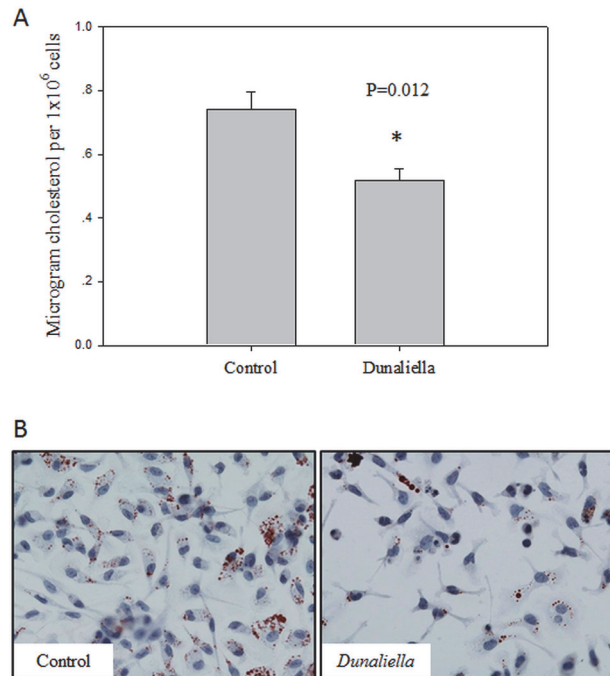 A
Microgram cholesterol per 1x10⁶ cells
1.0
.8
.6
.4
.2
0.0
P=0.012
*
Control
Dunaliella
B
Control
Dunaliella